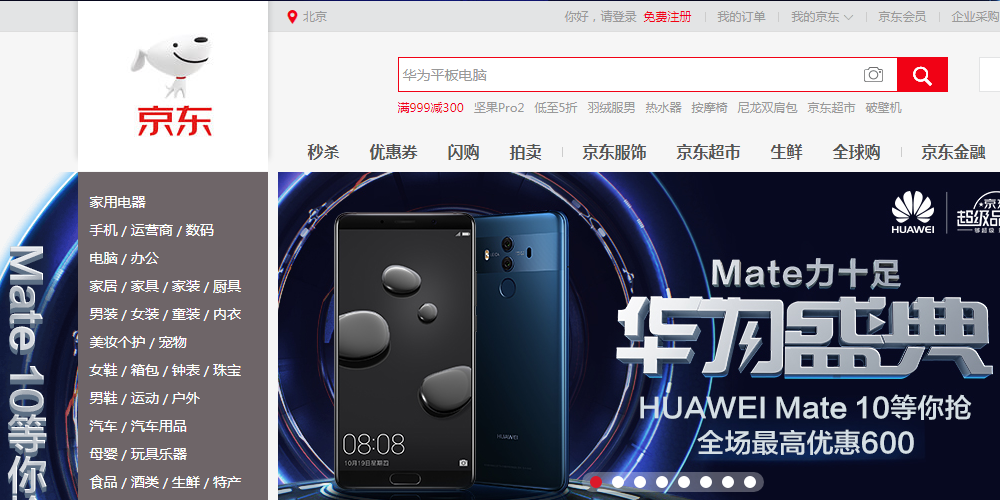 北京
你好，请登录 免费注册 我的订单 我的京东 京东会员 企业采购
京东
华为平板电脑
满999减300 坚果Pro2 低至5折 羽绒服男 热水器 按摩椅 尼龙双肩包 京东超市 破壁机
秒杀 优惠券 闪购 拍卖 京东服饰 京东超市 生鲜 全球购 京东金融
家用电器
手机 / 运营商 / 数码
电脑 / 办公
家居 / 家具 / 家装 / 厨具
男装 / 女装 / 童装 / 内衣
美妆个护 / 宠物
女鞋 / 箱包 / 钟表 / 珠宝
男鞋 / 运动 / 户外
汽车 / 汽车用品
母婴 / 玩具乐器
食品 / 酒类 / 生鲜 / 特产
Mate 10等你
08:08
10月19日星期四
HUAWEI
HUAWEI
超级品
Mate力十足
华为盛典
HUAWEI Mate 10等你抢
全场最高优惠600